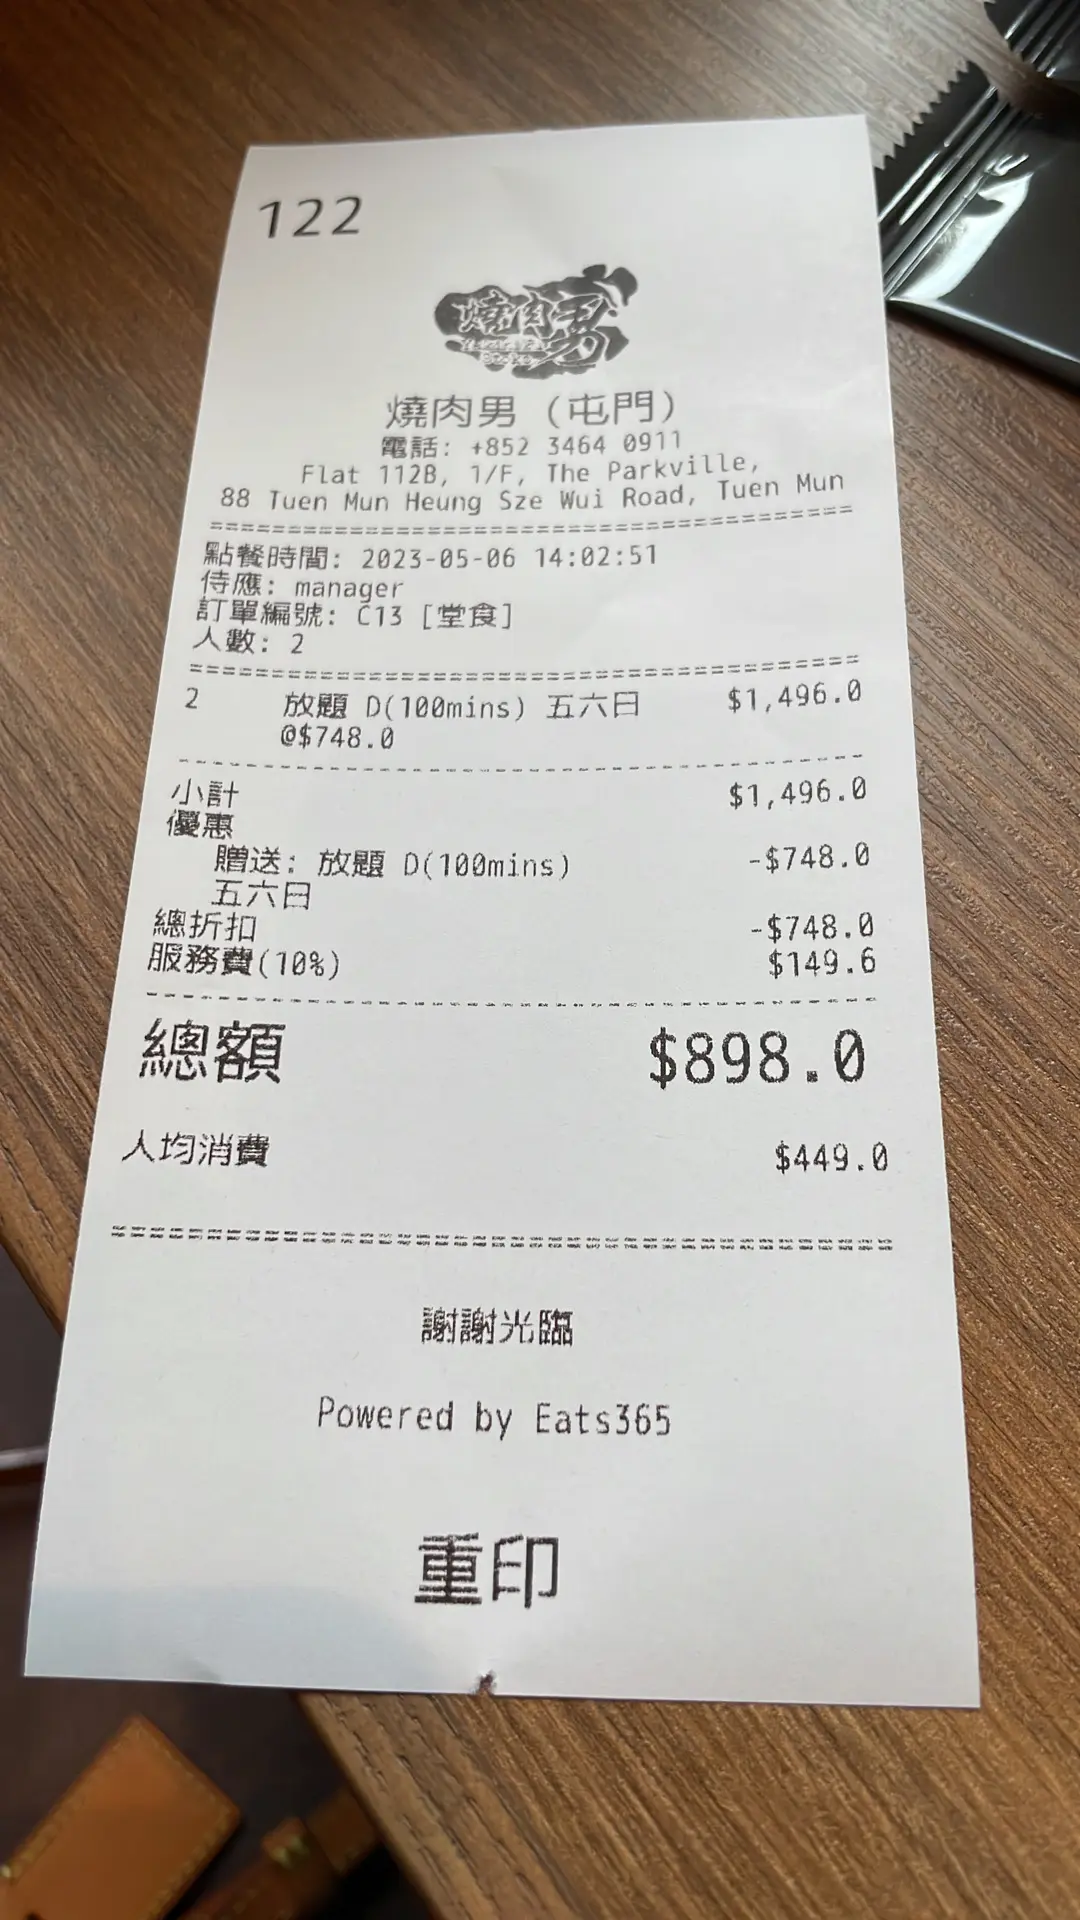 122
燒肉男
燒肉男 (屯門)
電話: +852 3464 0911
Flat 112B, 1/F, The Parkville,
88 Tuen Mun Heung Sze Wui Road, Tuen Mun
點餐時間: 2023-05-06 14:02:51
侍應: manager
訂單編號: C13 [堂食]
人數: 2
2 放題 D(100mins) 五六日 $1,496.0
@$748.0
小計 $1,496.0
優惠
贈送: 放題 D(100mins) -$748.0
五六日
總折扣 -$748.0
服務費(10%) $149.6
總額 $898.0
人均消費 $449.0
謝謝光臨
Powered by Eats365
重印